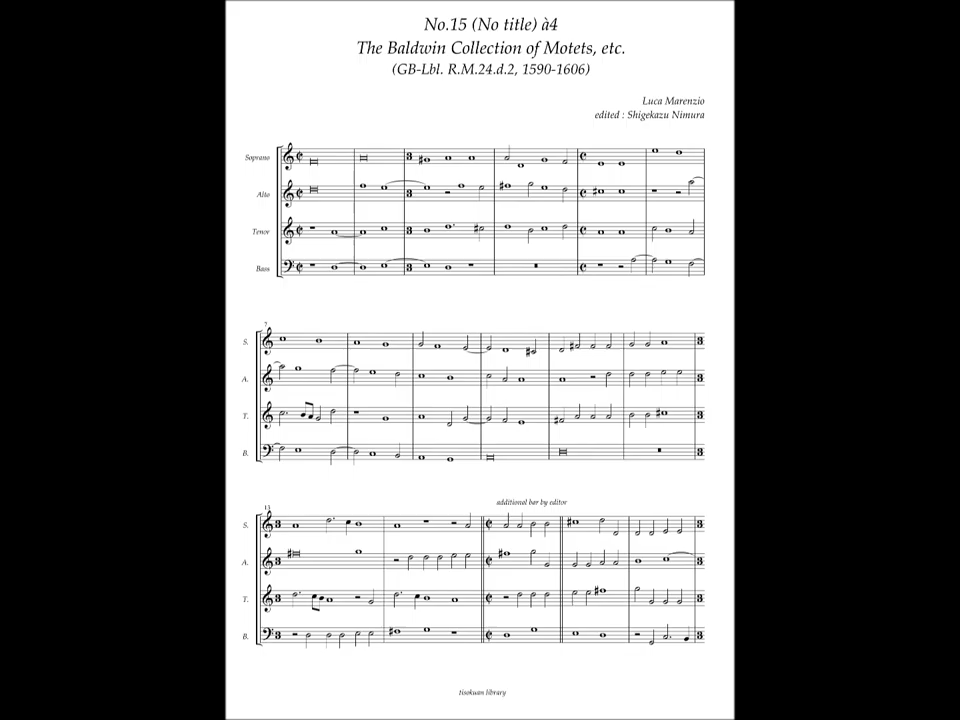 No.15 (No title) à4
The Baldwin Collection of Motets, etc.
(GB-Lbl. R.M.24.d.2, 1590-1606)
Luca Marenzio
edited : Shigekazu Nimura
Soprano
Alto
Tenor
Bass
7
S.
A.
T.
B.
13
additional bar by editor
S.
A.
T.
B.
tisokuan library